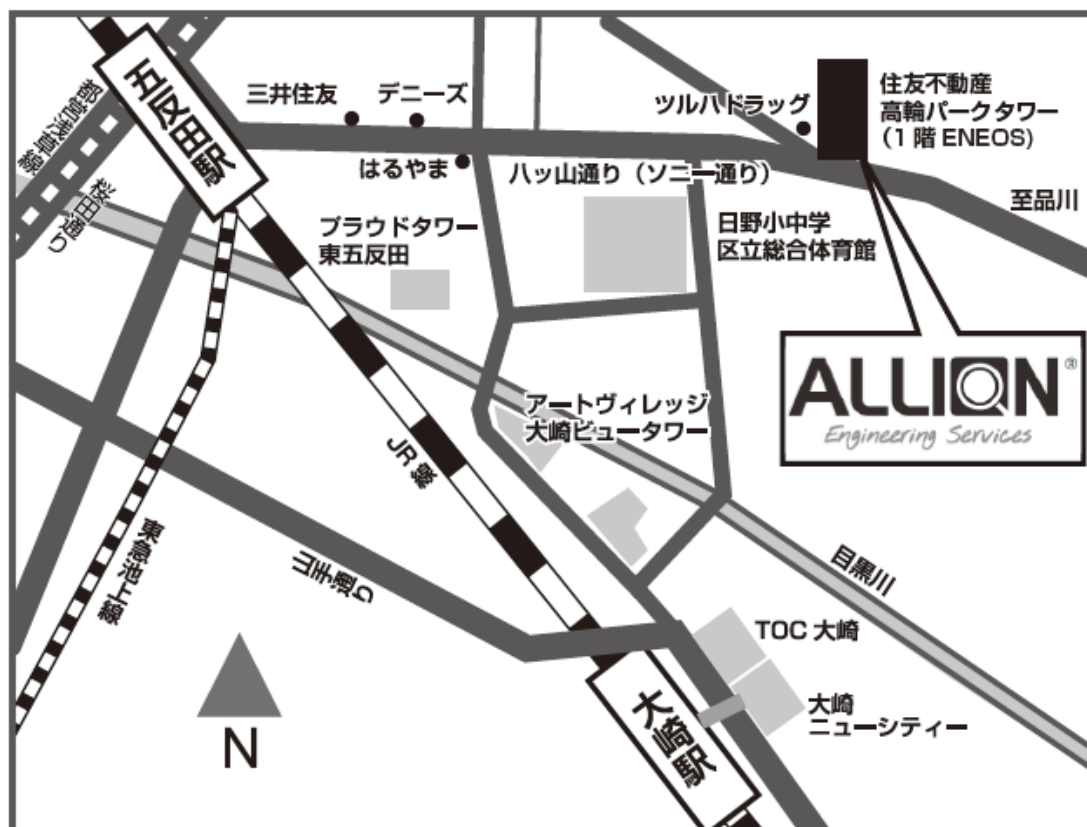 都営浅草線
五反田駅
三井住友
デニーズ
ツルハドラッグ
住友不動産
高輪パークタワー
（1階 ENEOS）
はるやま
八ッ山通り（ソニー通り）
至品川
桜田通り
プラウドタワー
東五反田
日野小中学
区立総合体育館
ALLION®
Engineering Services
アートヴィレッジ
大崎ビュータワー
JR線
東急池上線
山手通り
目黒川
TOC 大崎
大崎
ニューシティー
大崎駅
N